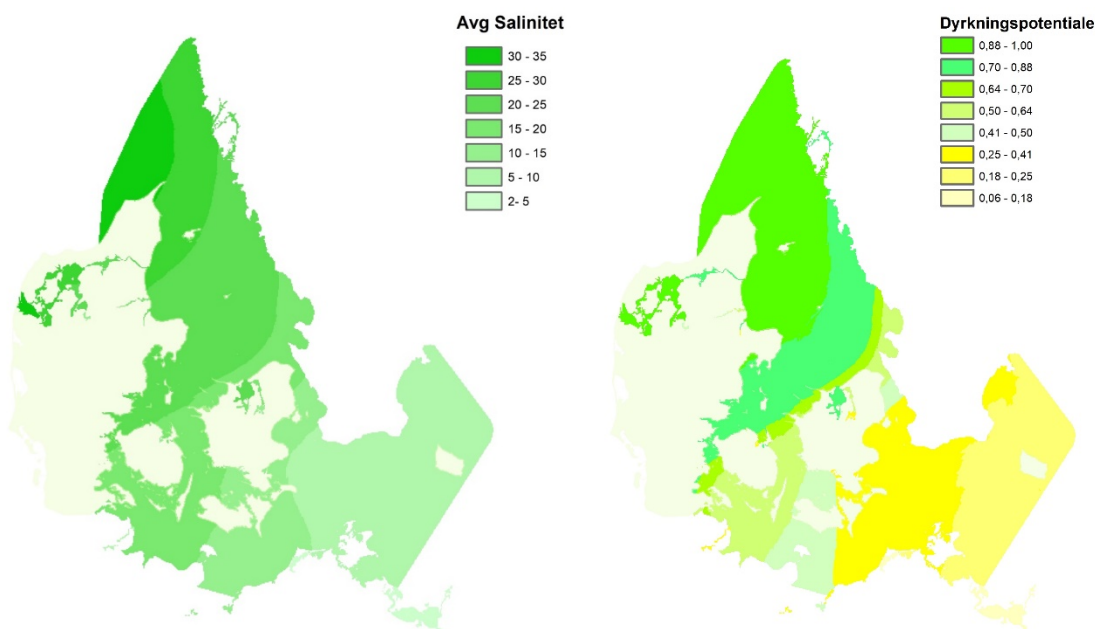 Avg Salinitet
30 - 35
25 - 30
20 - 25
15 - 20
10 - 15
5 - 10
2- 5
Dyrkningspotentiale
0,88 - 1,00
0,70 - 0,88
0,64 - 0,70
0,50 - 0,64
0,41 - 0,50
0,25 - 0,41
0,18 - 0,25
0,06 - 0,18